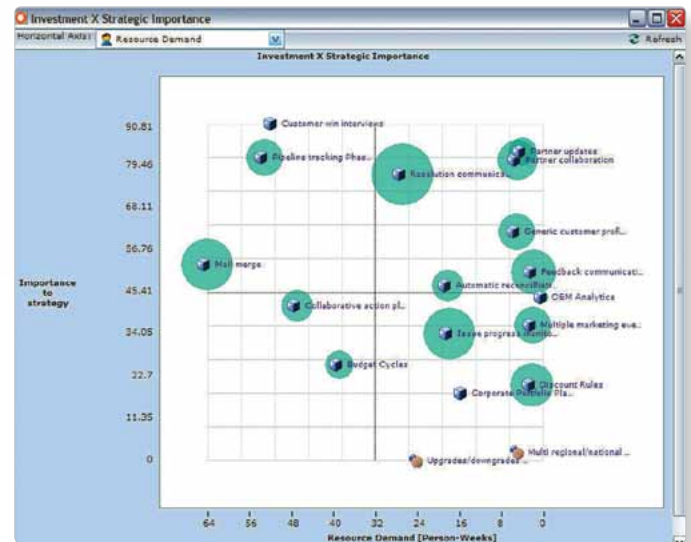 Investment X Strategic Importance
Horizontal Axis: Resource Demand Refresh
Investment X Strategic Importance
90.81
Customer win interviews
Partner updates
79.46
Pipeline tracking Phas...
Partner collaboration
Resolution communica...
68.11
Generic customer profi...
56.76
Mail merge
Feedback communicati...
Importance
to
strategy
45.41
Automatic reconciliati...
OEM Analytics
Collaborative action pl...
34.05
Multiple marketing eve...
Issue progress monito...
22.7
Budget Cycles
Discount Rules
Corporate Portfolio Pla...
11.35
0
Upgrades/downgrades ...
Multi regional/national ...
64 56 48 40 32 24 16 8 0
Resource Demand [Person-Weeks]